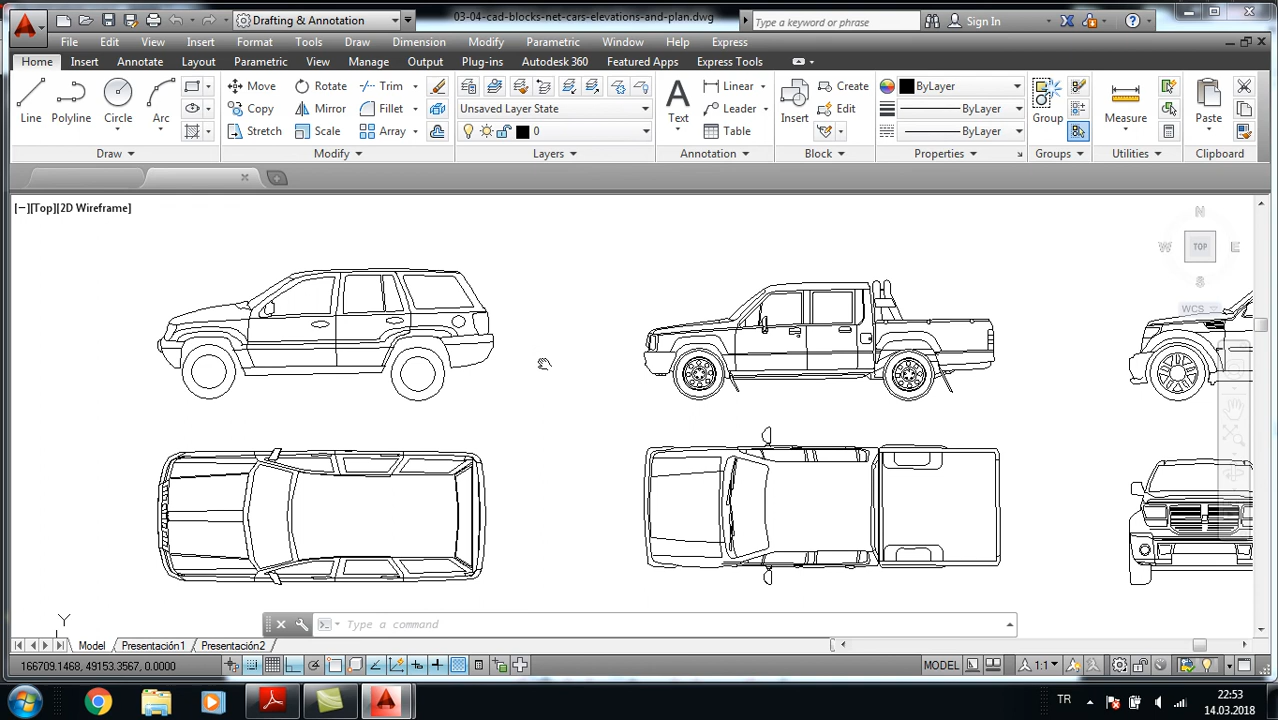 Drafting & Annotation
03-04-cad-blocks-net-cars-elevations-and-plan.dwg
Type a keyword or phrase
Sign In
File Edit View Insert Format Tools Draw Dimension Modify Parametric Window Help Express
Home Insert Annotate Layout Parametric View Manage Output Plug-ins Autodesk 360 Featured Apps Express Tools
Line Polyline Circle Arc
Move Rotate Trim
Copy Mirror Fillet
Stretch Scale Array
Unsaved Layer State
0
Text
Linear
Leader
Table
Insert
Create
Edit
ByLayer
ByLayer
ByLayer
Group
Measure
Paste
Draw Modify Layers Annotation Block Properties Groups Utilities Clipboard
[−][Top][2D Wireframe]
N
W TOP E
S
WCS
Y
Type a command
Model Presentación1 Presentación2
166709.1468, 49153.3567, 0.0000
MODEL
1:1
TR
22:53
14.03.2018